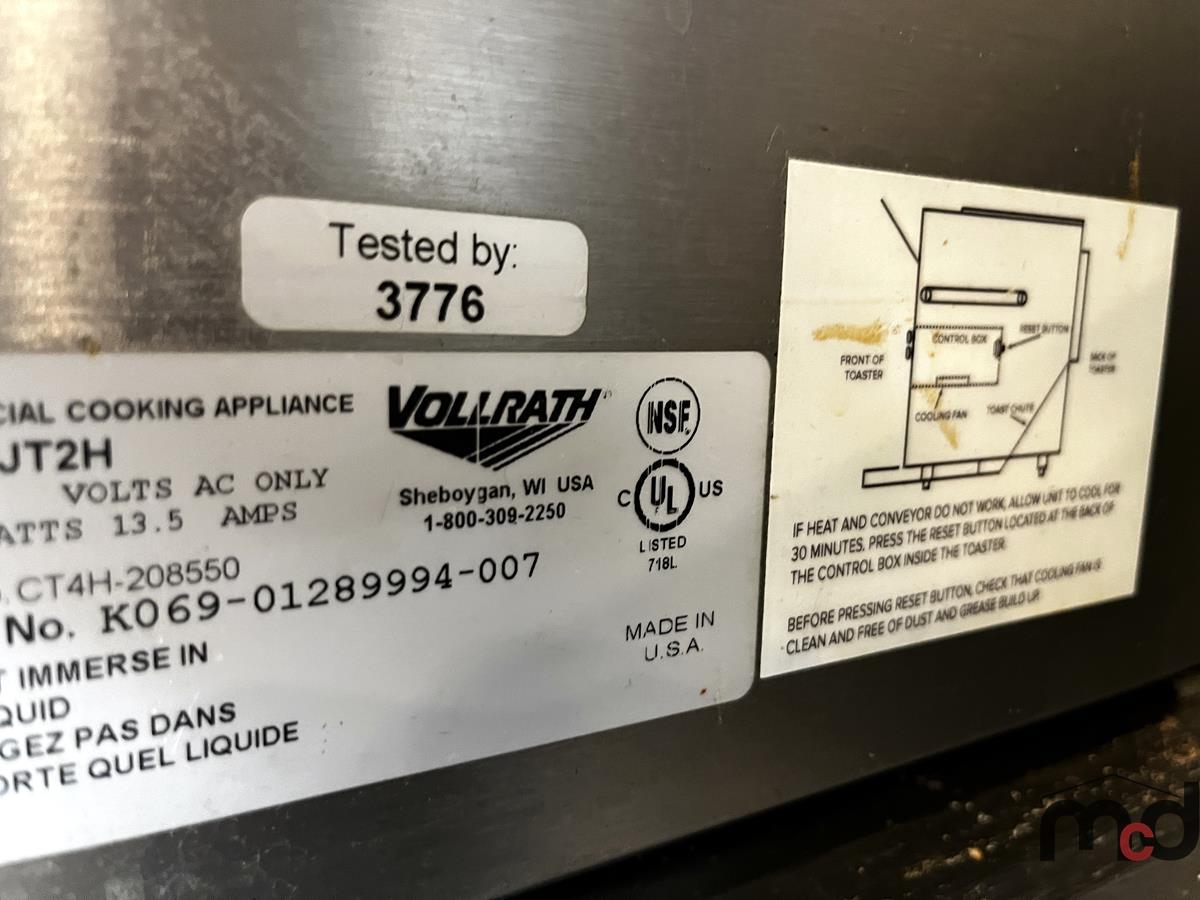 Tested by:
3776
CIAL COOKING APPLIANCE
JT2H
VOLTS AC ONLY
ATTS 13.5 AMPS
. CT4H-208550
No. K069-01289994-007
T IMMERSE IN
QUID
GEZ PAS DANS
ORTE QUEL LIQUIDE
VOLLRATH
Sheboygan, WI USA
1-800-309-2250
NSF
C UL US
LISTED
718L
MADE IN
U.S.A.
CONTROL BOX
RESET BUTTON
FRONT OF
TOASTER
BACK OF
TOASTER
COOLING FAN
TOAST CHUTE
IF HEAT AND CONVEYOR DO NOT WORK, ALLOW UNIT TO COOL FOR
30 MINUTES, PRESS THE RESET BUTTON LOCATED AT THE BACK OF
THE CONTROL BOX INSIDE THE TOASTER.
BEFORE PRESSING RESET BUTTON, CHECK THAT COOLING FAN IS
CLEAN AND FREE OF DUST AND GREASE BUILD UP.
mcd